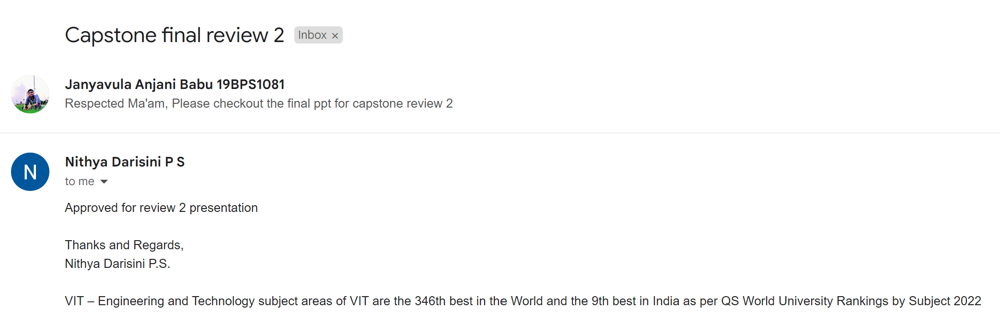 Capstone final review 2 Inbox ×
Janyavula Anjani Babu 19BPS1081
Respected Ma'am, Please checkout the final ppt for capstone review 2
N
Nithya Darisini P S
to me
Approved for review 2 presentation
Thanks and Regards,
Nithya Darisini P.S.
VIT – Engineering and Technology subject areas of VIT are the 346th best in the World and the 9th best in India as per QS World University Rankings by Subject 2022